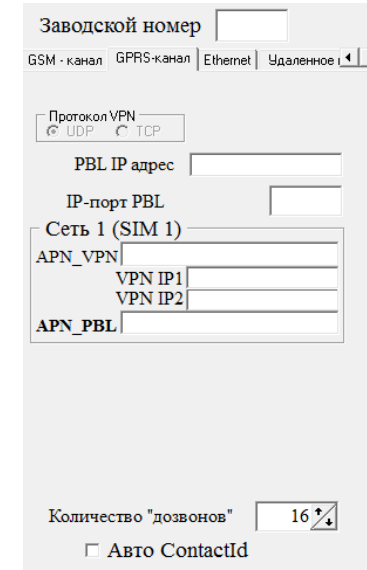 Заводской номер
GSM - канал GPRS-канал Ethernet Удаленное
Протокол VPN
UDP TCP
PBL IP адрес
IP-порт PBL
Сеть 1 (SIM 1)
APN_VPN
VPN IP1
VPN IP2
APN_PBL
Количество "дозвонов" 16
Авто ContactId